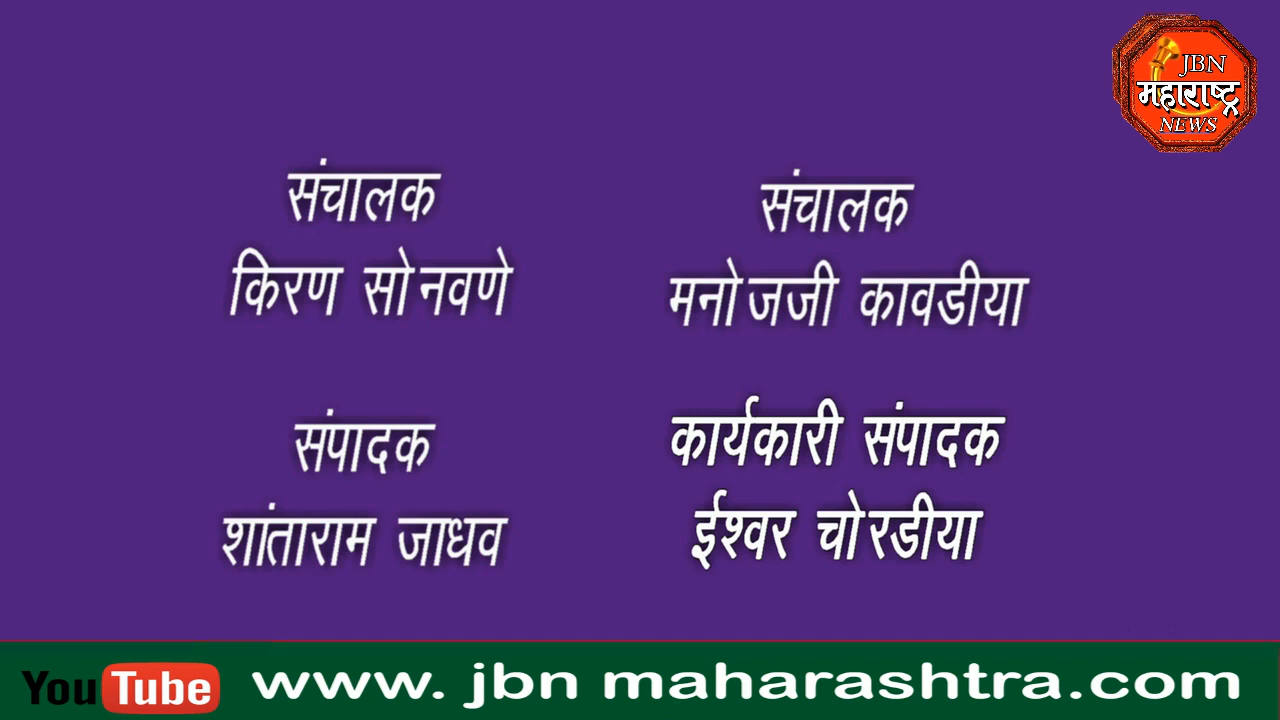 JBN
महाराष्ट्र
NEWS
संचालक
किरण सोनवणे
संचालक
मनोजजी कावडीया
संपादक
शांताराम जाधव
कार्यकारी संपादक
ईश्वर चोरडीया
YouTube
www. jbn maharashtra.com